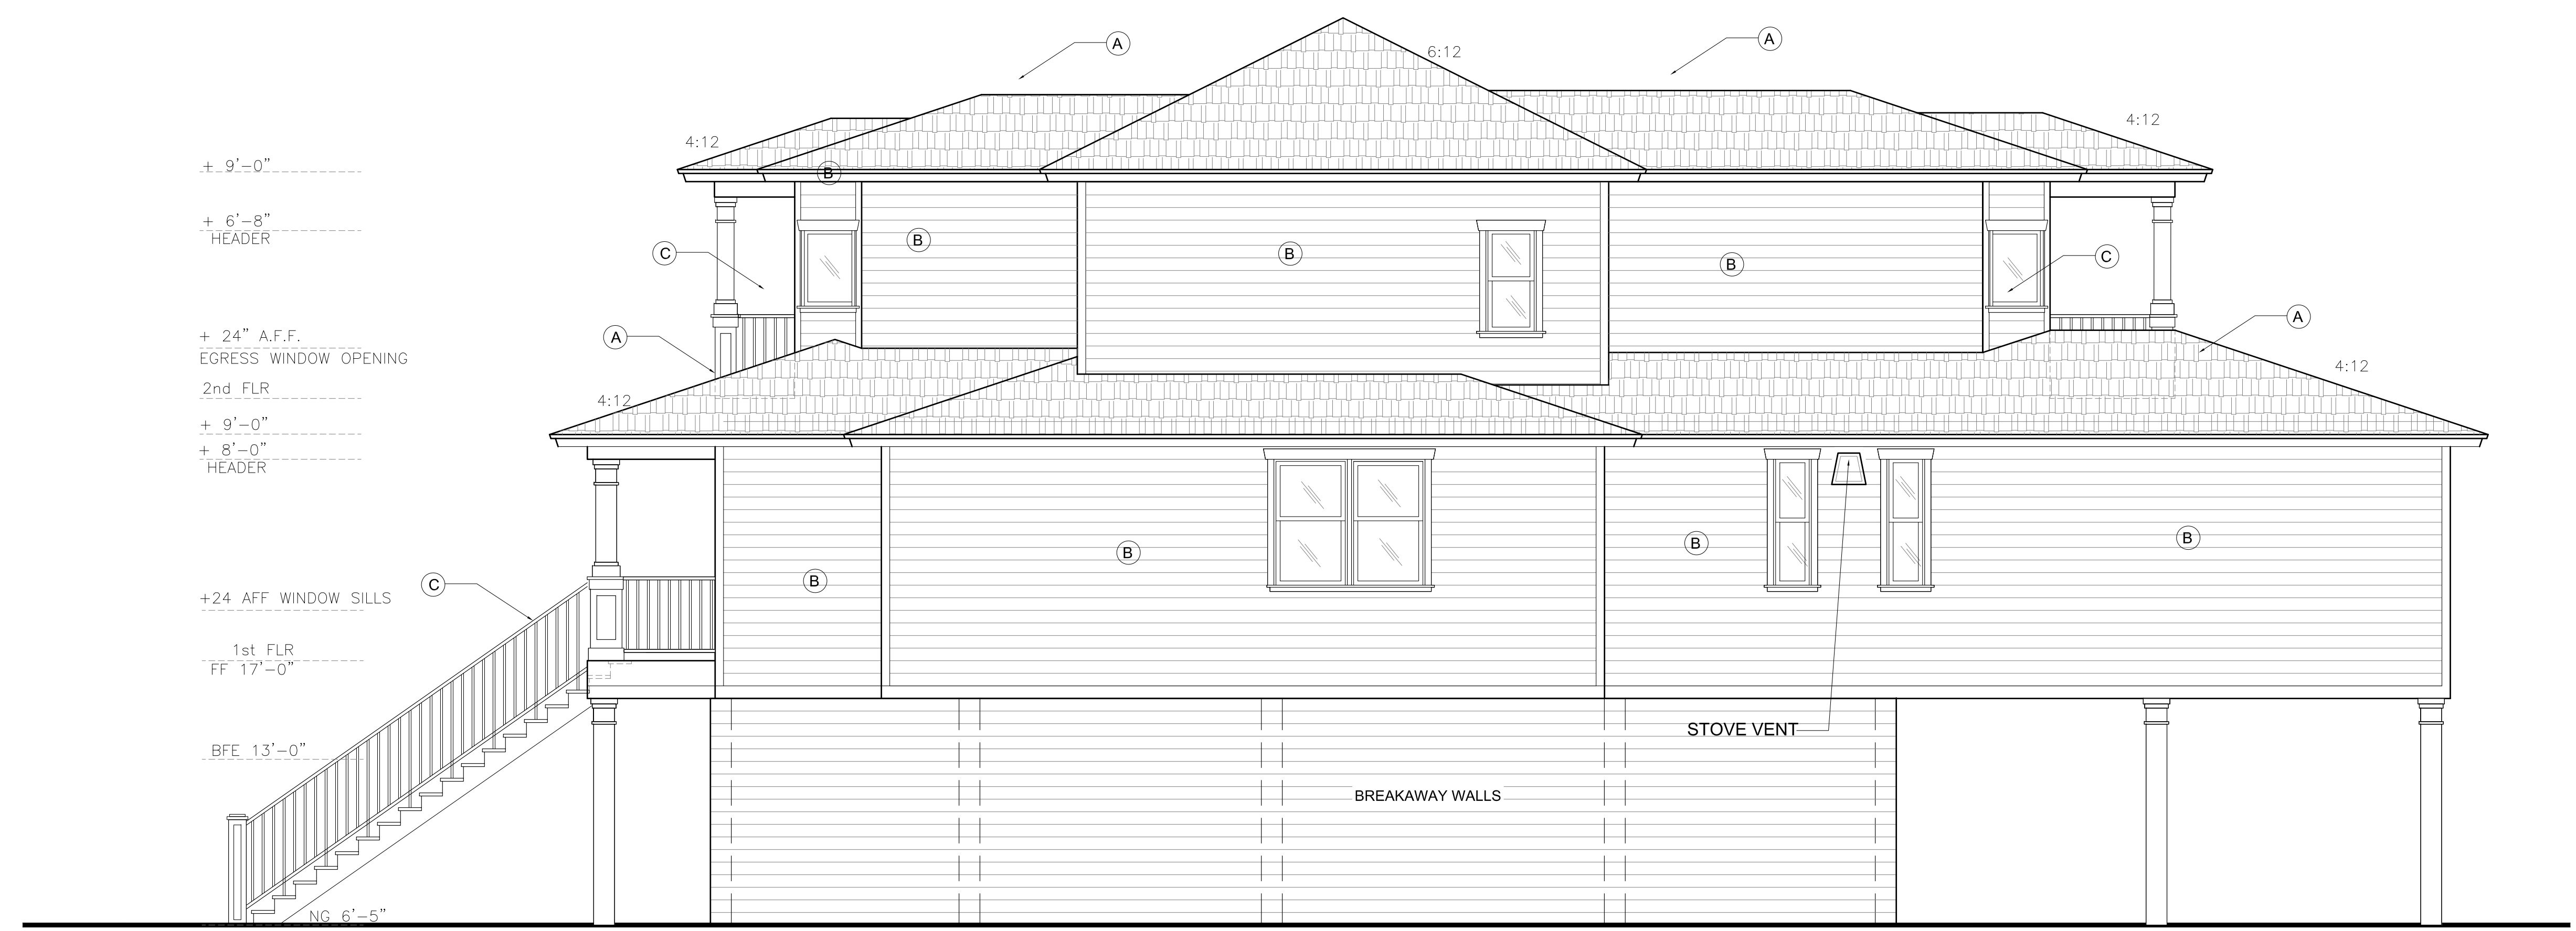 A
A
6:12
4:12
4:12
+ 9'-0"
B
+ 6'-8"
HEADER
B
B
B
C
C
A
A
+ 24" A.F.F.
EGRESS WINDOW OPENING
2nd FLR
4:12
4:12
+ 9'-0"
+ 8'-0"
HEADER
B
B
B
B
C
+24 AFF WINDOW SILLS
1st FLR
FF 17'-0"
STOVE VENT
BFE 13'-0"
BREAKAWAY WALLS
NG 6'-5"